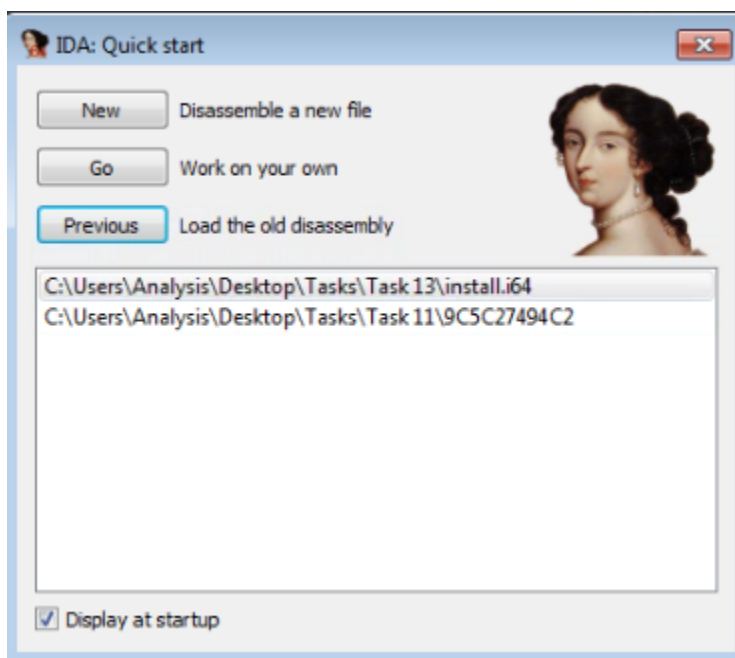 IDA: Quick start
New Disassemble a new file
Go Work on your own
Previous Load the old disassembly
C:\Users\Analysis\Desktop\Tasks\Task 13\install.i64
C:\Users\Analysis\Desktop\Tasks\Task 11\9C5C27494C2
Display at startup